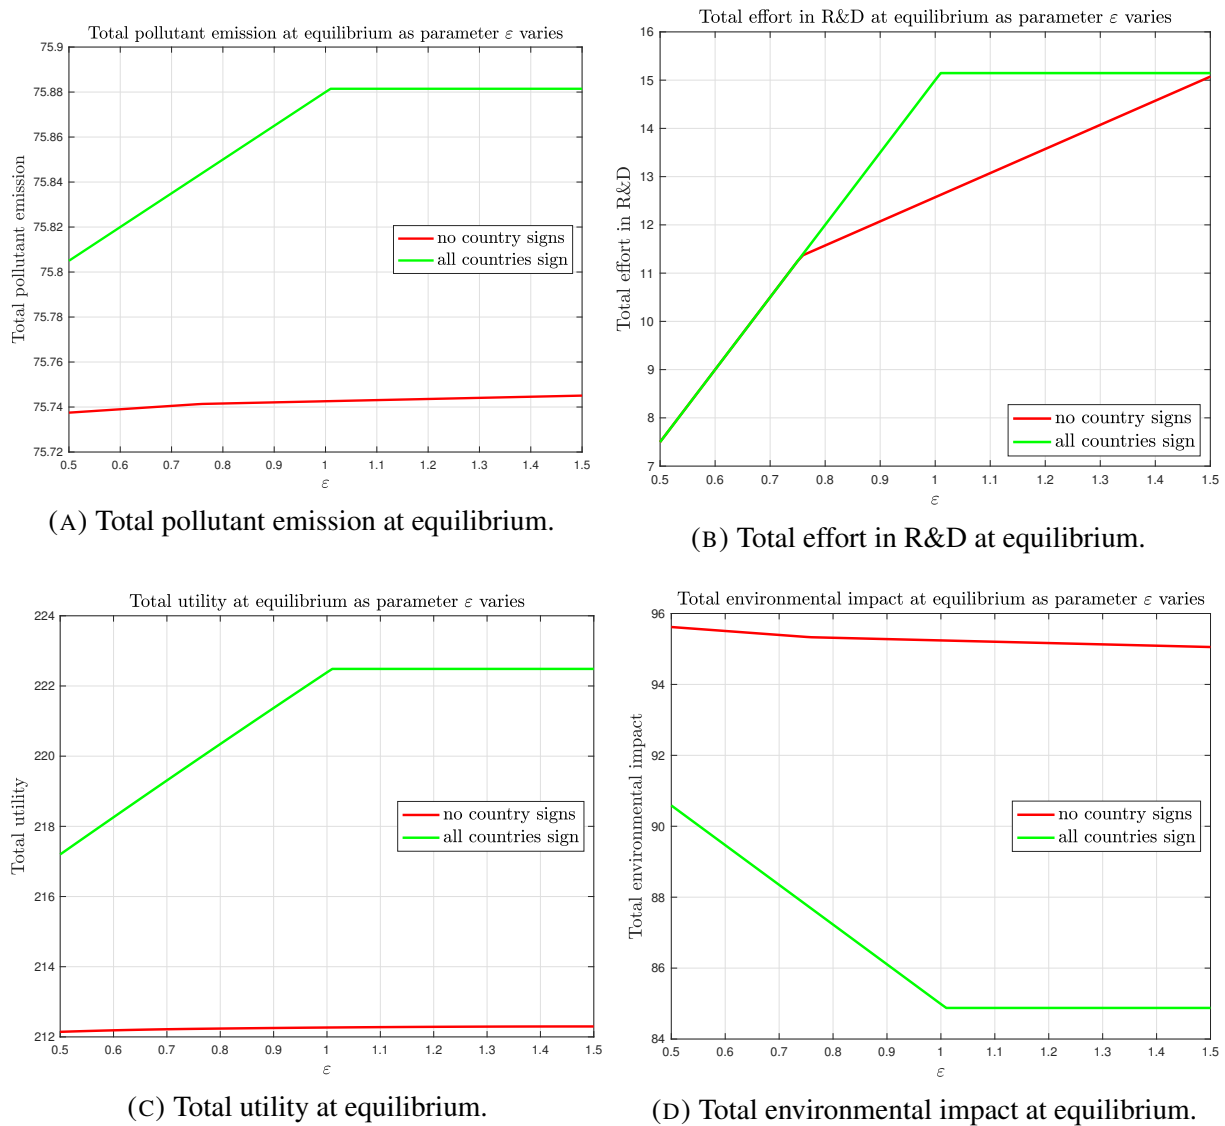 Total pollutant emission at equilibrium as parameter ε varies
75.9
75.88
75.86
75.84
75.82
75.8
75.78
75.76
75.74
75.72
Total pollutant emission
no country signs
all countries sign
0.5 0.6 0.7 0.8 0.9 1 1.1 1.2 1.3 1.4 1.5
ε
(A) Total pollutant emission at equilibrium.
Total effort in R&D at equilibrium as parameter ε varies
16
15
14
13
12
11
10
9
8
7
Total effort in R&D
no country signs
all countries sign
0.5 0.6 0.7 0.8 0.9 1 1.1 1.2 1.3 1.4 1.5
ε
(B) Total effort in R&D at equilibrium.
Total utility at equilibrium as parameter ε varies
224
222
220
218
216
214
212
Total utility
no country signs
all countries sign
0.5 0.6 0.7 0.8 0.9 1 1.1 1.2 1.3 1.4 1.5
ε
(C) Total utility at equilibrium.
Total environmental impact at equilibrium as parameter ε varies
96
94
92
90
88
86
84
Total environmental impact
no country signs
all countries sign
0.5 0.6 0.7 0.8 0.9 1 1.1 1.2 1.3 1.4 1.5
ε
(D) Total environmental impact at equilibrium.